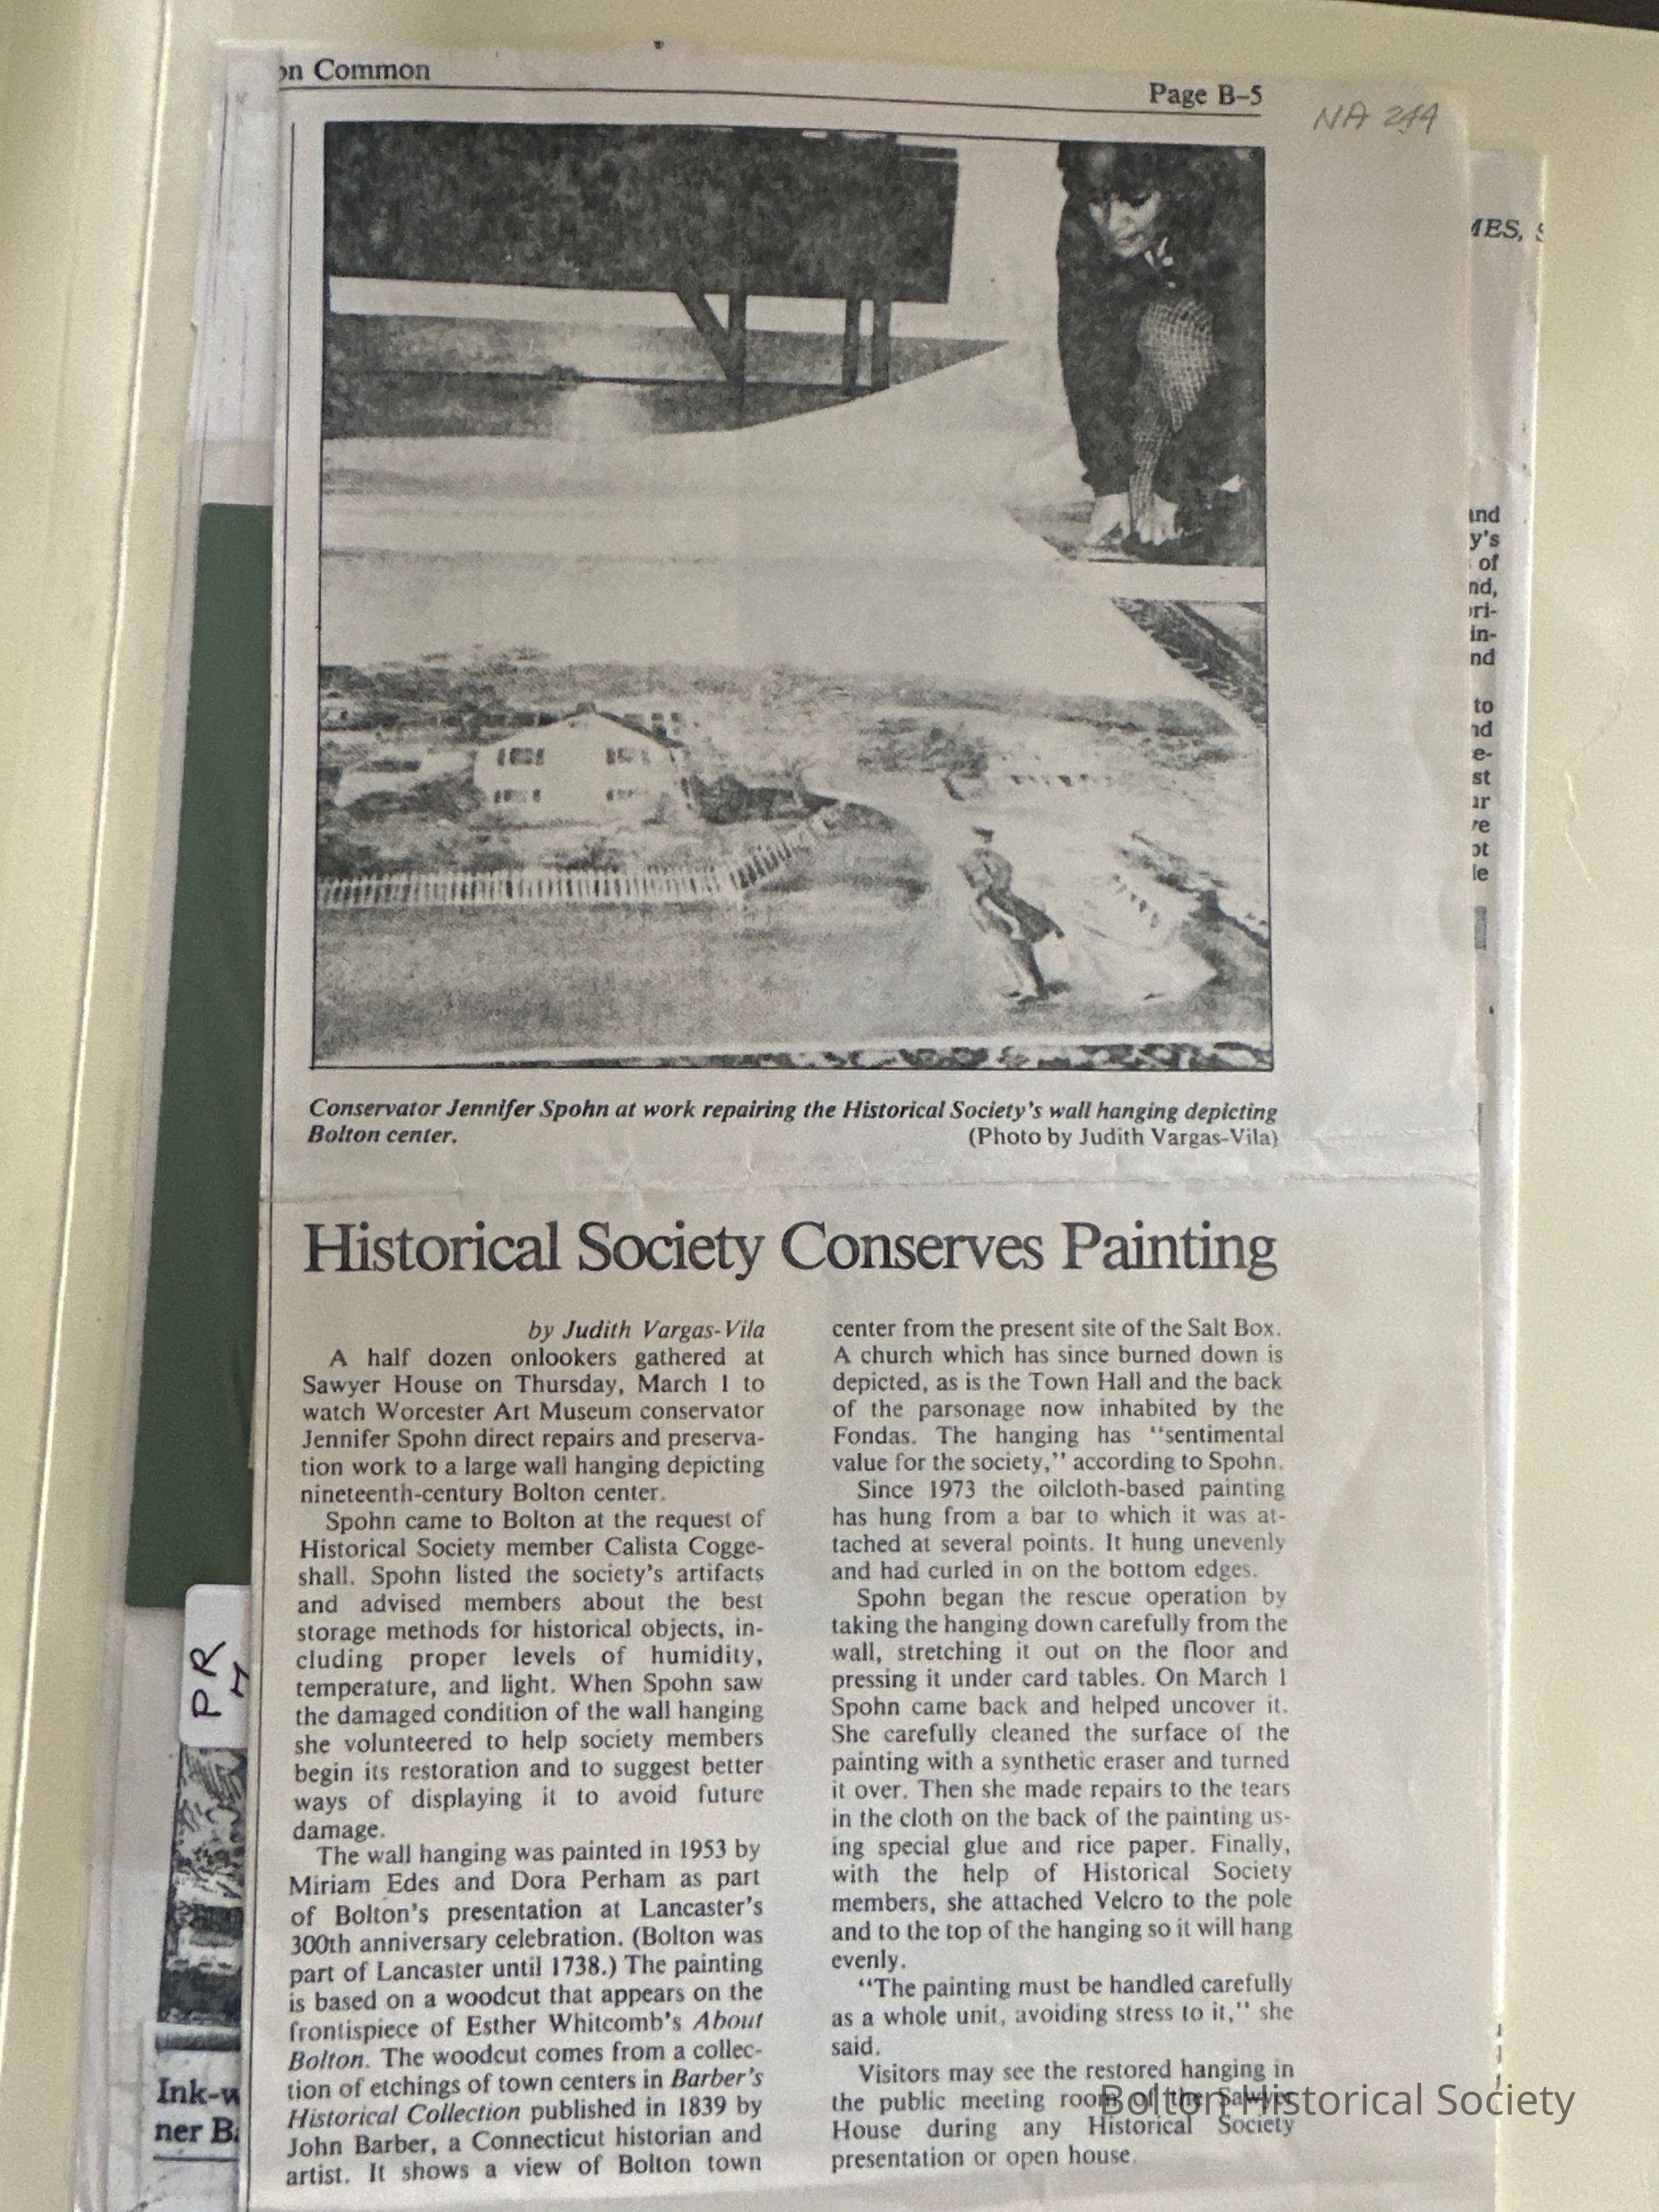 on Common
Page B-5
NA 244
MES, S
Conservator Jennifer Spohn at work repairing the Historical Society's wall hanging depicting
Bolton center.
(Photo by Judith Vargas-Vila)
Historical Society Conserves Painting
by Judith Vargas-Vila
A half dozen onlookers gathered at
Sawyer House on Thursday, March 1 to
watch Worcester Art Museum conservator
Jennifer Spohn direct repairs and preserva-
tion work to a large wall hanging depicting
nineteenth-century Bolton center.
Spohn came to Bolton at the request of
Historical Society member Calista Cogge-
shall. Spohn listed the society's artifacts
and advised members about the best
storage methods for historical objects, in-
cluding proper levels of humidity,
temperature, and light. When Spohn saw
the damaged condition of the wall hanging
she volunteered to help society members
begin its restoration and to suggest better
ways of displaying it to avoid future
damage.
The wall hanging was painted in 1953 by
Miriam Edes and Dora Perham as part
of Bolton's presentation at Lancaster's
300th anniversary celebration. (Bolton was
part of Lancaster until 1738.) The painting
is based on a woodcut that appears on the
frontispiece of Esther Whitcomb's About
Bolton. The woodcut comes from a collec-
tion of etchings of town centers in Barber's
Historical Collection published in 1839 by
John Barber, a Connecticut historian and
artist. It shows a view of Bolton town
center from the present site of the Salt Box.
A church which has since burned down is
depicted, as is the Town Hall and the back
of the parsonage now inhabited by the
Fondas. The hanging has "sentimental
value for the society," according to Spohn.
Since 1973 the oilcloth-based painting
has hung from a bar to which it was at-
tached at several points. It hung unevenly
and had curled in on the bottom edges.
Spohn began the rescue operation by
taking the hanging down carefully from the
wall, stretching it out on the floor and
pressing it under card tables. On March 1
Spohn came back and helped uncover it.
She carefully cleaned the surface of the
painting with a synthetic eraser and turned
it over. Then she made repairs to the tears
in the cloth on the back of the painting us-
ing special glue and rice paper. Finally,
with the help of Historical Society
members, she attached Velcro to the pole
and to the top of the hanging so it will hang
evenly.
"The painting must be handled carefully
as a whole unit, avoiding stress to it," she
said.
Visitors may see the restored hanging in
the public meeting room of the Sawyer
House during any Historical Society
presentation or open house.
and
y's
of
nd,
ri-
in-
nd
to
nd
e-
st
ur
ve
ot
le
PR
Ink-w
ner Ba
Bolton Historical Society